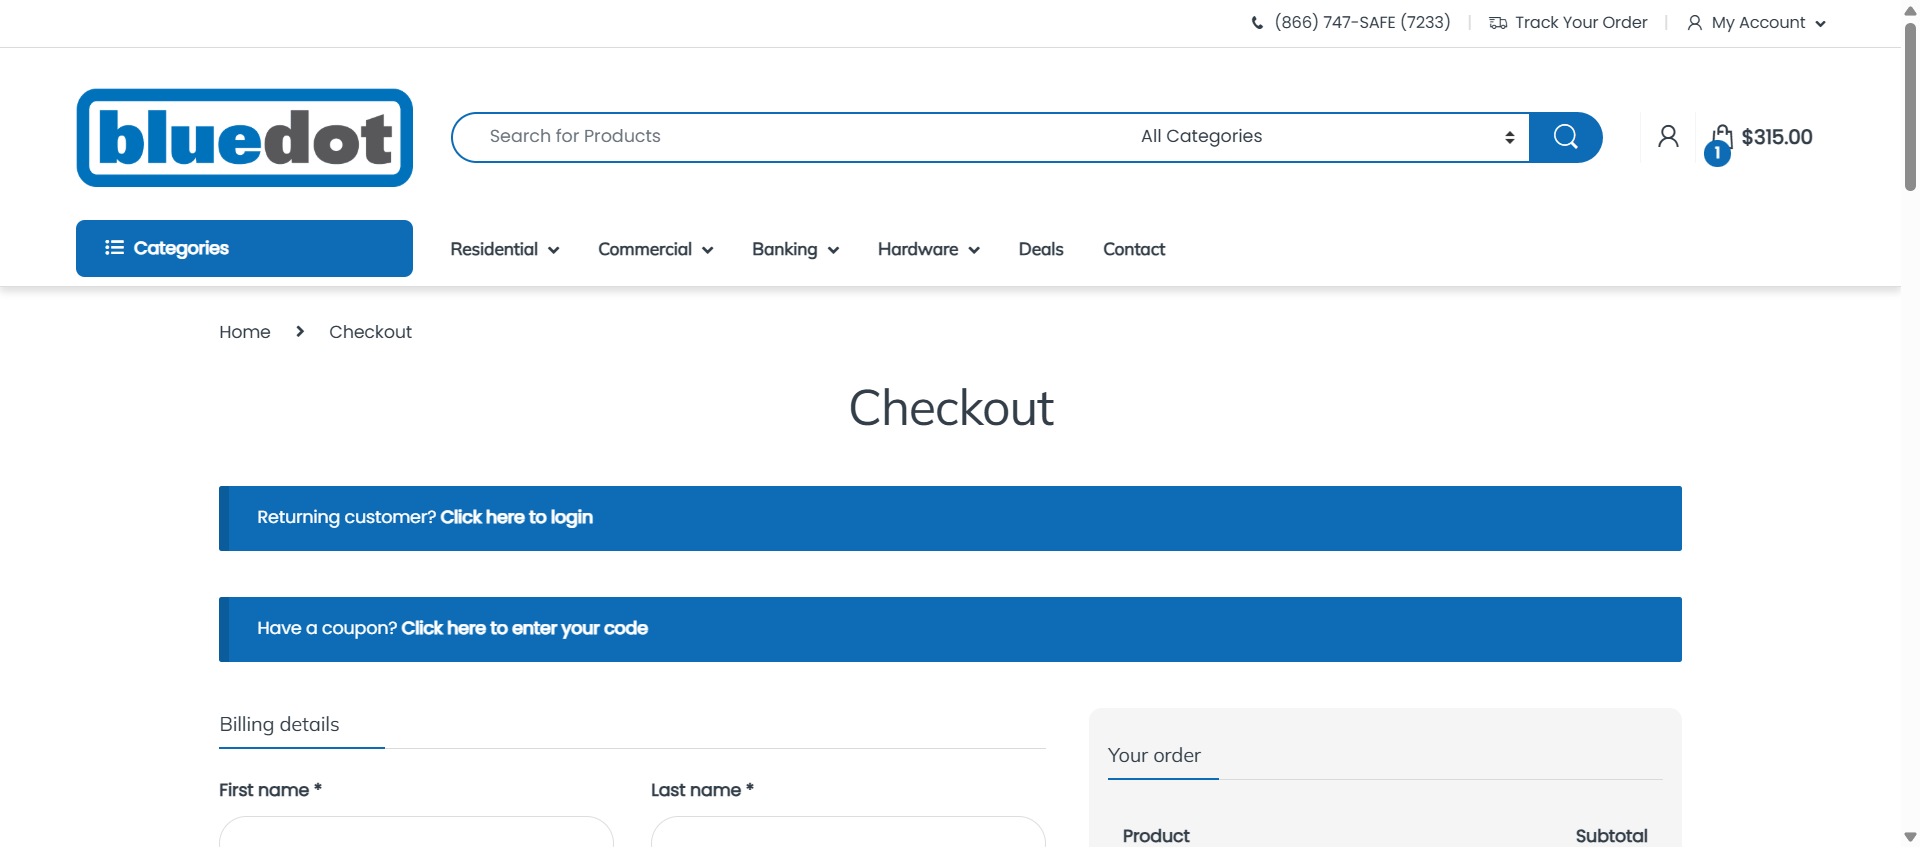 (866) 747-SAFE (7233)
Track Your Order
My Account
bluedot
Search for Products
All Categories
1
$315.00
Categories
Residential
Commercial
Banking
Hardware
Deals
Contact
Home
Checkout
Checkout
Returning customer? Click here to login
Have a coupon? Click here to enter your code
Billing details
First name *
Last name *
Your order
Product
Subtotal